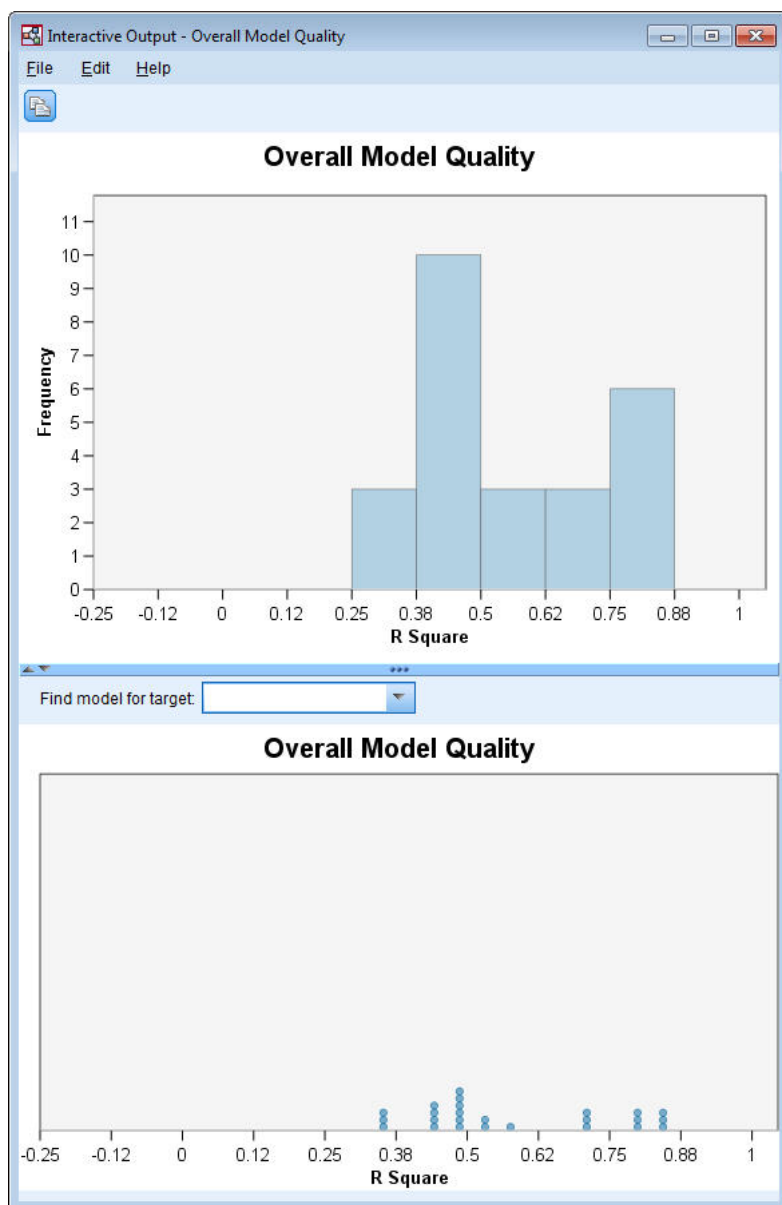 Interactive Output - Overall Model Quality
File Edit Help
Overall Model Quality
11
10
9
8
7
6
5
4
3
2
1
0
Frequency
-0.25 -0.12 0 0.12 0.25 0.38 0.5 0.62 0.75 0.88 1
R Square
Find model for target:
Overall Model Quality
-0.25 -0.12 0 0.12 0.25 0.38 0.5 0.62 0.75 0.88 1
R Square